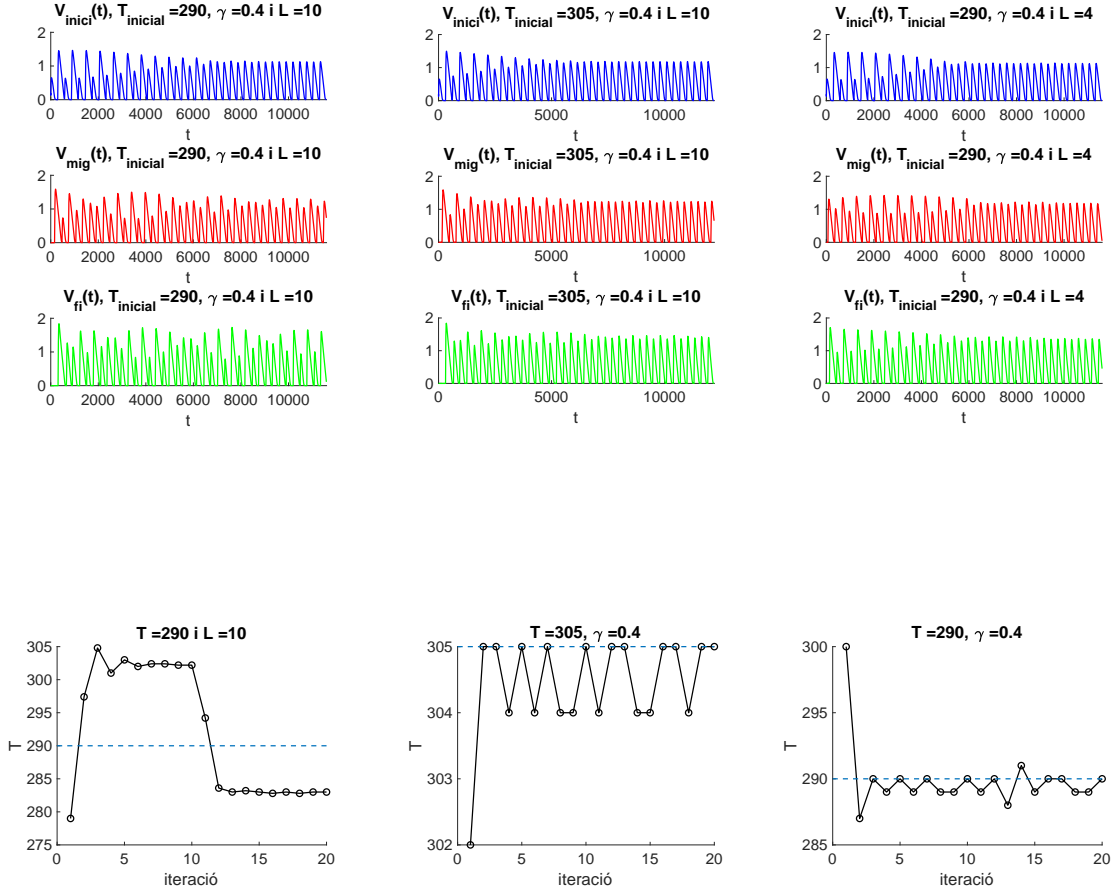 V_inici(t), T_inicial =290, γ =0.4 i L =10
2
1
0
0 2000 4000 6000 8000 10000
t
V_inici(t), T_inicial =305, γ =0.4 i L =10
2
1
0
0 5000 10000
t
V_inici(t), T_inicial =290, γ =0.4 i L =4
2
1
0
0 2000 4000 6000 8000 10000
t
V_mig(t), T_inicial =290, γ =0.4 i L =10
2
1
0
0 2000 4000 6000 8000 10000
t
V_mig(t), T_inicial =305, γ =0.4 i L =10
2
1
0
0 5000 10000
t
V_mig(t), T_inicial =290, γ =0.4 i L =4
2
1
0
0 2000 4000 6000 8000 10000
t
V_fi(t), T_inicial =290, γ =0.4 i L =10
2
1
0
0 2000 4000 6000 8000 10000
t
V_fi(t), T_inicial =305, γ =0.4 i L =10
2
1
0
0 5000 10000
t
V_fi(t), T_inicial =290, γ =0.4 i L =4
2
1
0
0 2000 4000 6000 8000 10000
t
T =290 i L =10
305
300
295
290
285
280
275
T
0 5 10 15 20
iteració
T =305, γ =0.4
305
304
303
302
T
0 5 10 15 20
iteració
T =290, γ =0.4
300
295
290
285
T
0 5 10 15 20
iteració